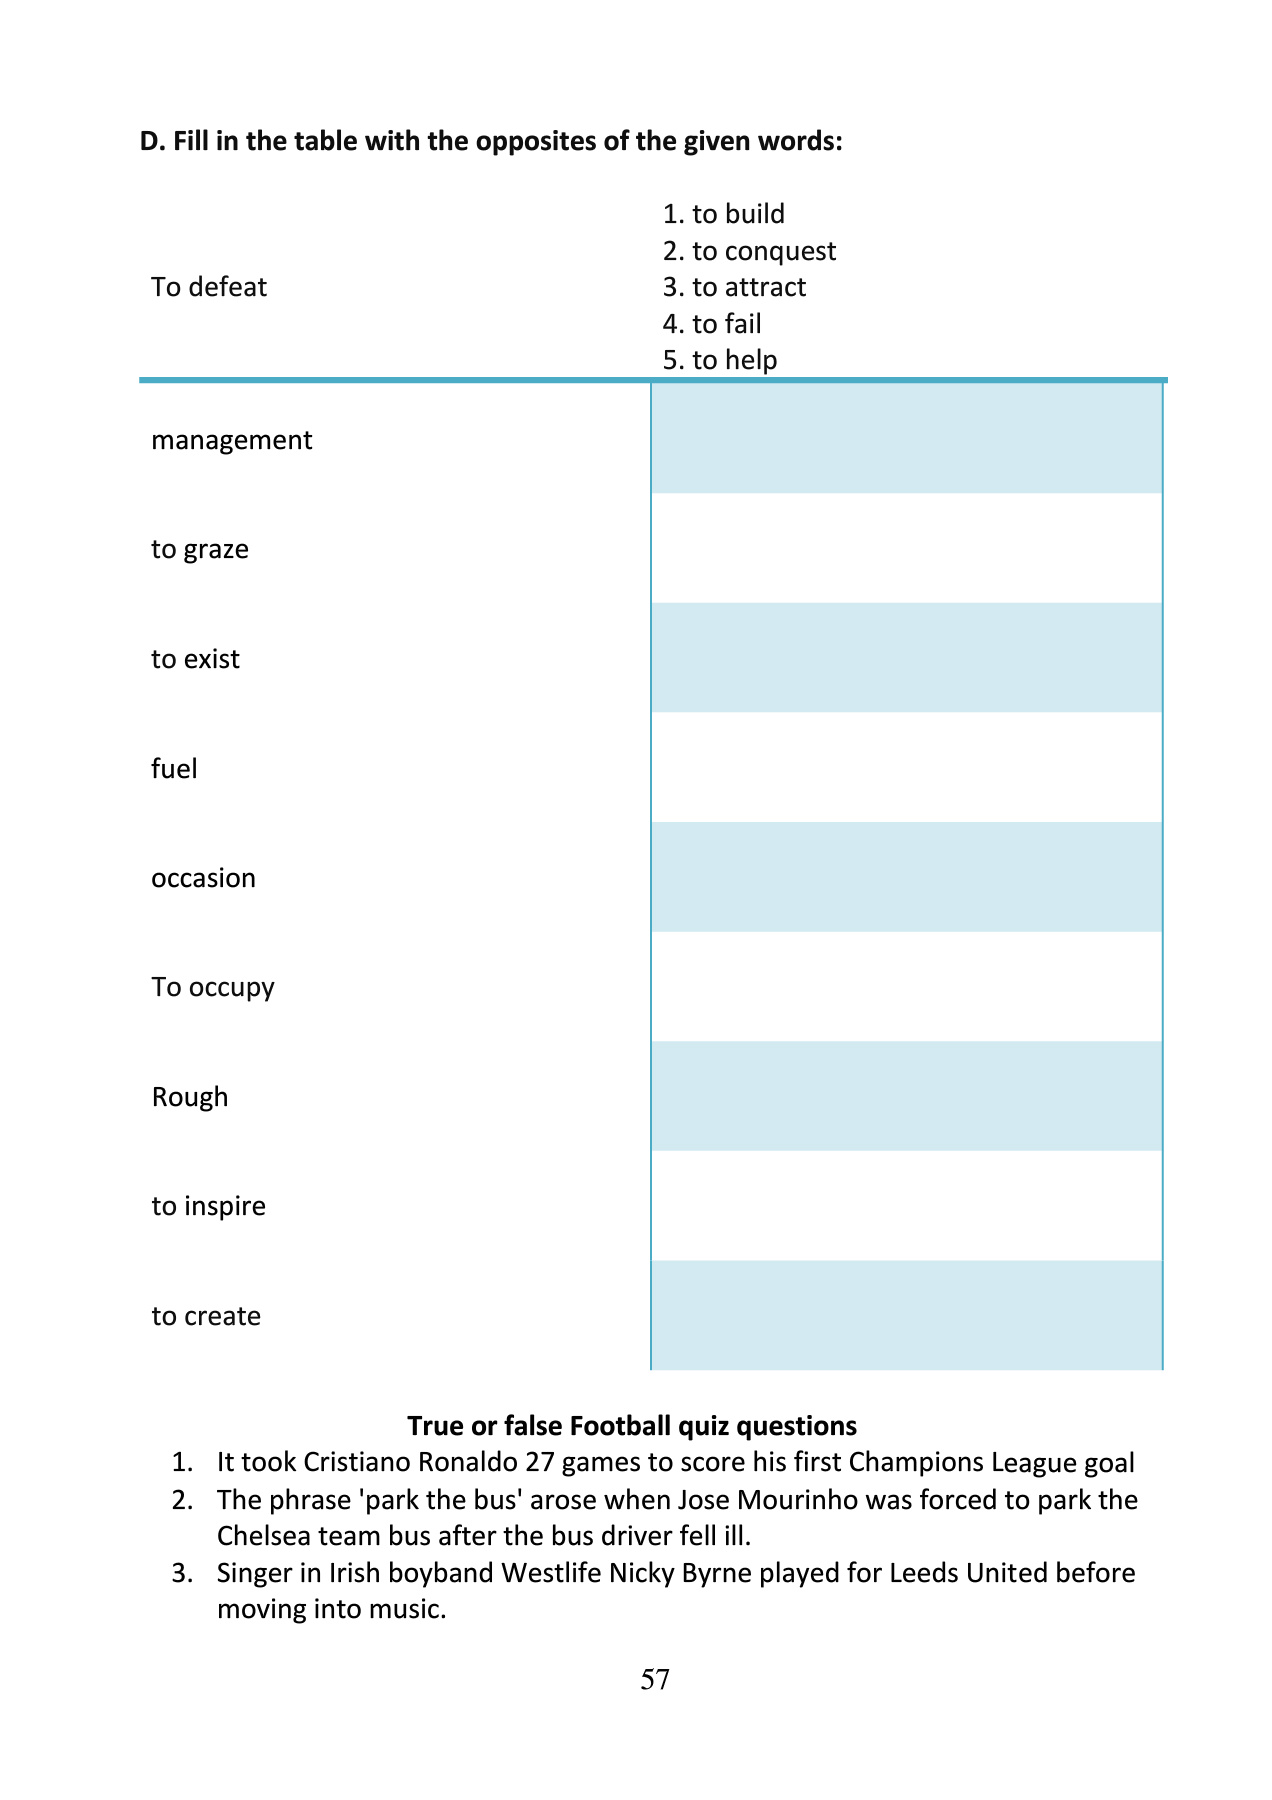 D. Fill in the table with the opposites of the given words:
To defeat
1. to build
2. to conquest
3. to attract
4. to fail
5. to help
management
to graze
to exist
fuel
occasion
To occupy
Rough
to inspire
to create
True or false Football quiz questions
1. It took Cristiano Ronaldo 27 games to score his first Champions League goal
2. The phrase 'park the bus' arose when Jose Mourinho was forced to park the
Chelsea team bus after the bus driver fell ill.
3. Singer in Irish boyband Westlife Nicky Byrne played for Leeds United before
moving into music.
57